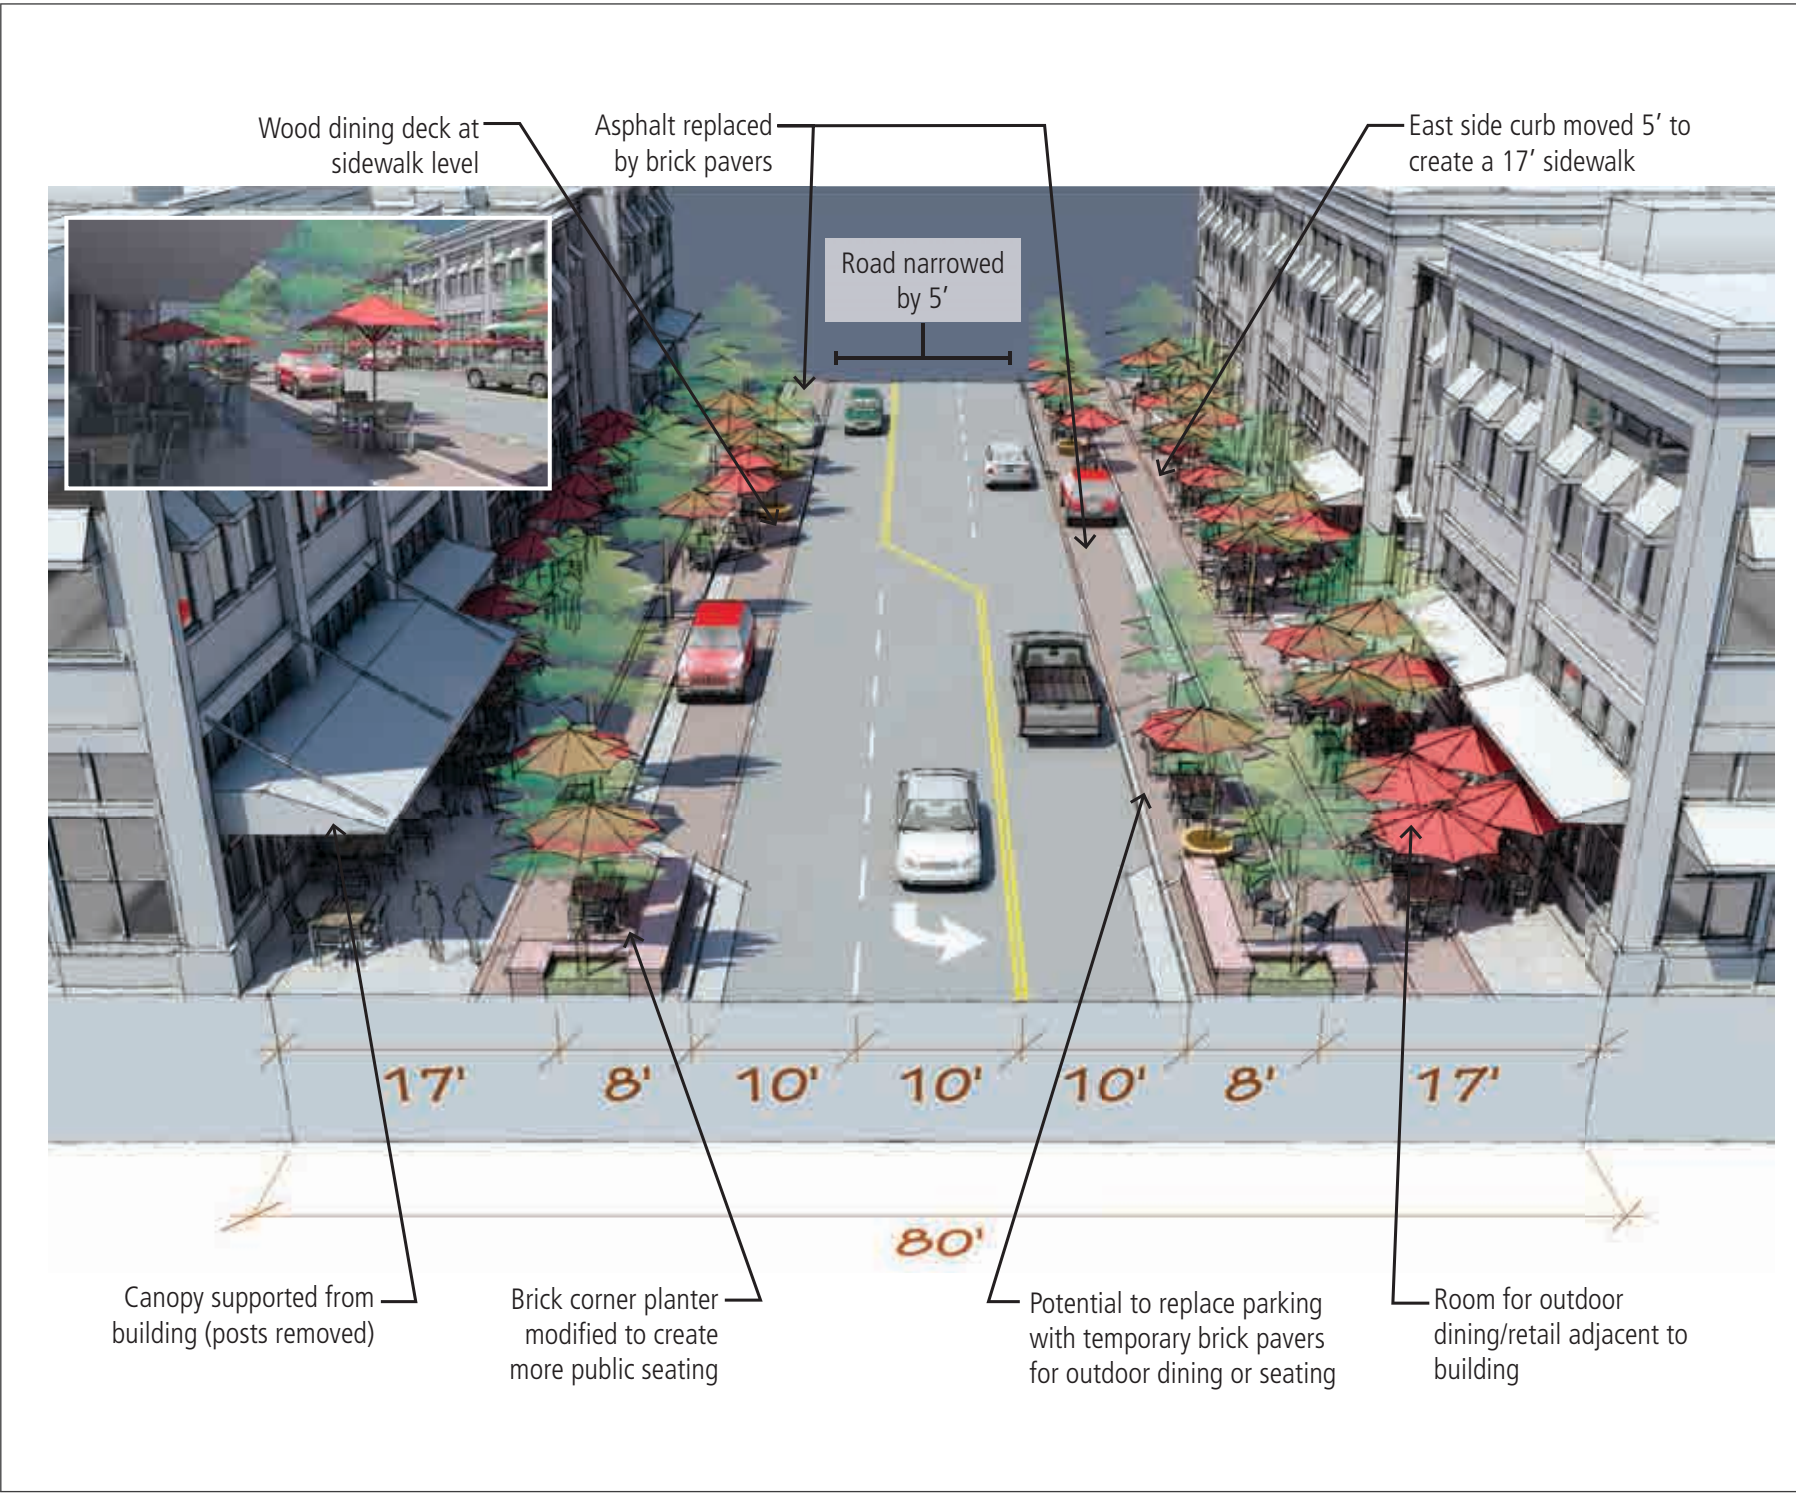 Wood dining deck at
sidewalk level
Asphalt replaced
by brick pavers
East side curb moved 5’ to
create a 17’ sidewalk
Road narrowed
by 5’
17'
8'
10'
10'
10'
8'
17'
80'
Canopy supported from
building (posts removed)
Brick corner planter
modified to create
more public seating
Potential to replace parking
with temporary brick pavers
for outdoor dining or seating
Room for outdoor
dining/retail adjacent to
building